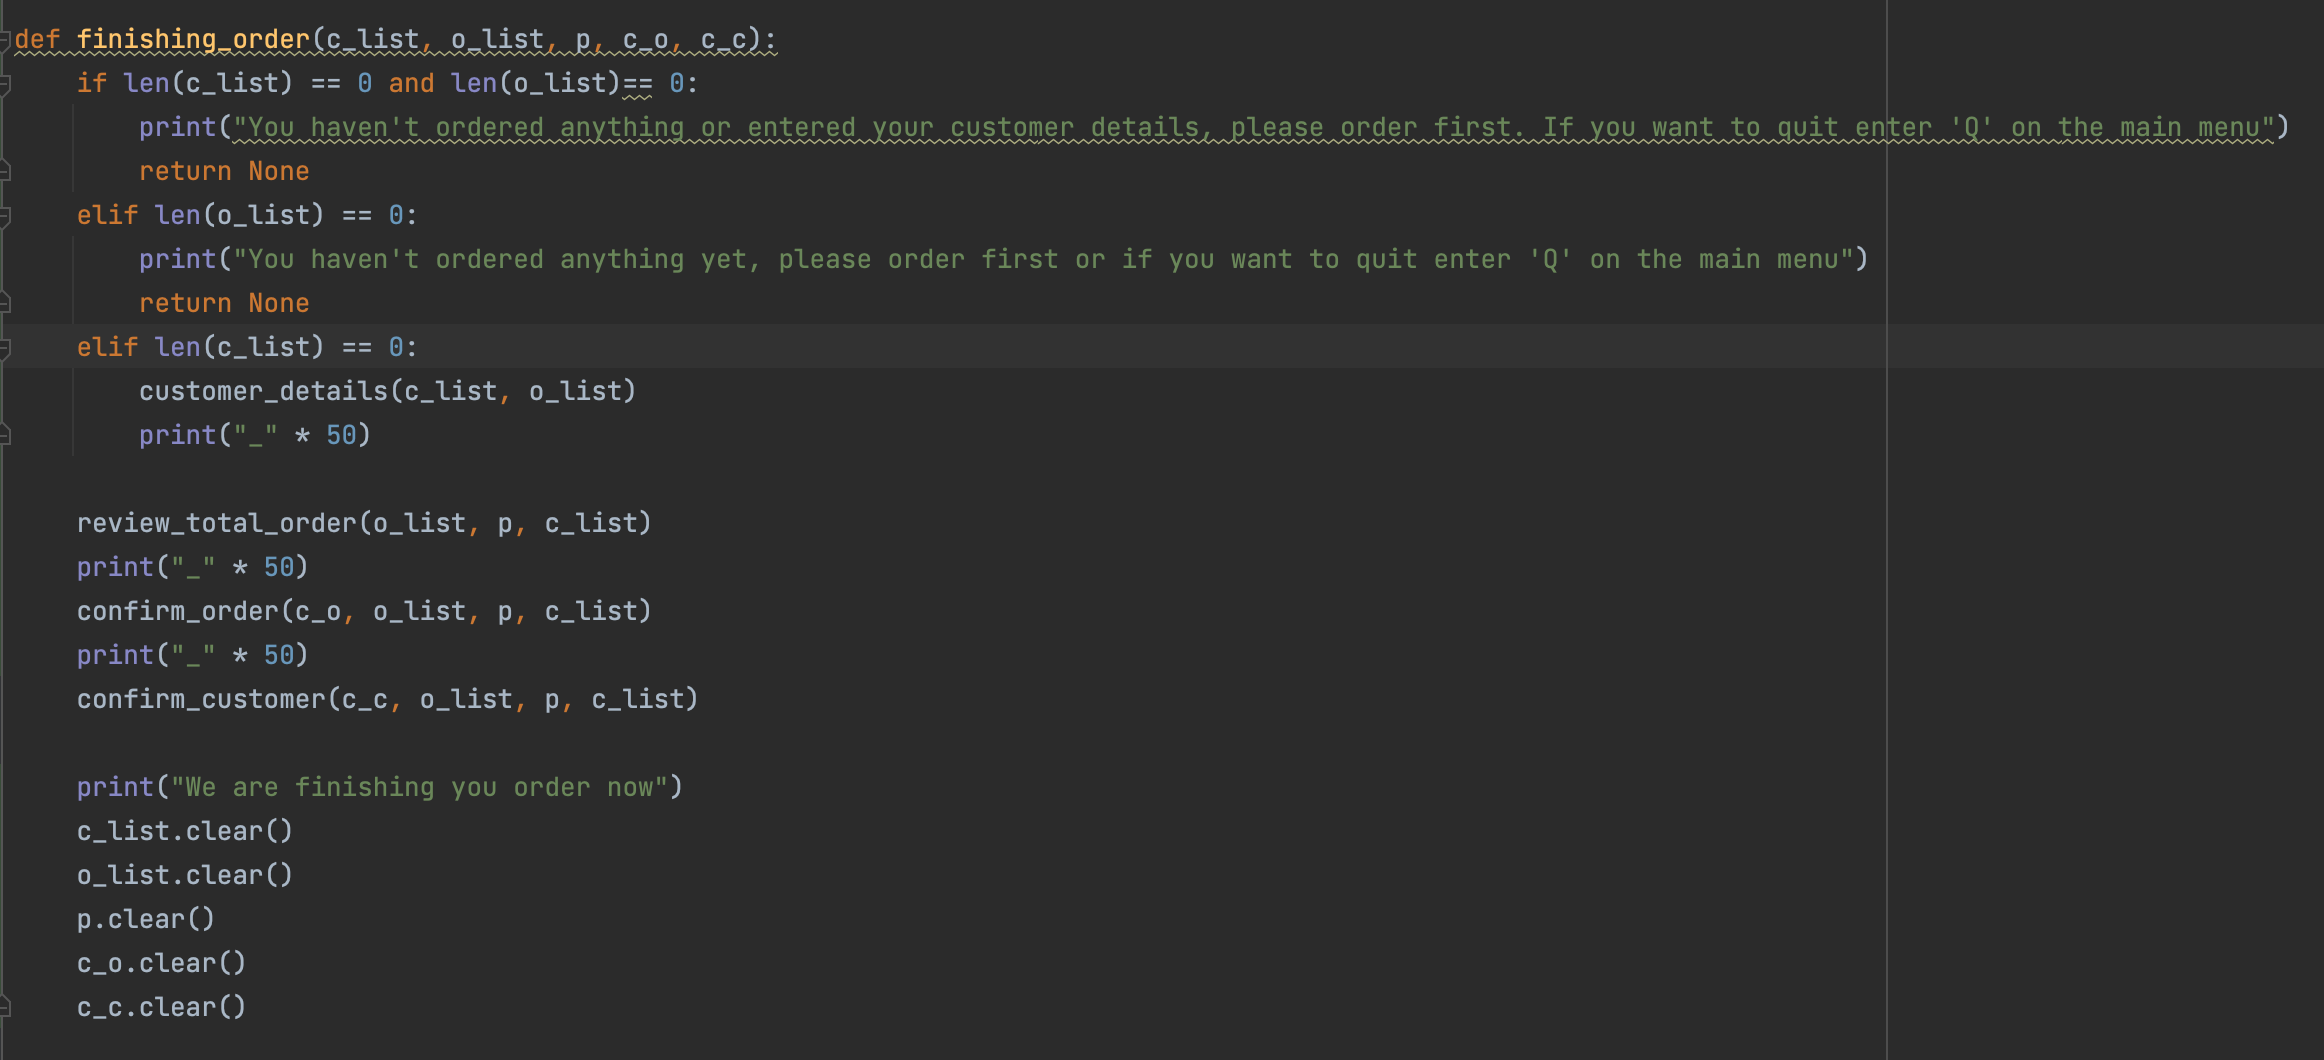 def finishing_order(c_list, o_list, p, c_o, c_c):
    if len(c_list) == 0 and len(o_list)== 0:
        print("You haven't ordered anything or entered your customer details, please order first. If you want to quit enter 'Q' on the main menu")
        return None
    elif len(o_list) == 0:
        print("You haven't ordered anything yet, please order first or if you want to quit enter 'Q' on the main menu")
        return None
    elif len(c_list) == 0:
        customer_details(c_list, o_list)
        print("_" * 50)

    review_total_order(o_list, p, c_list)
    print("_" * 50)
    confirm_order(c_o, o_list, p, c_list)
    print("_" * 50)
    confirm_customer(c_c, o_list, p, c_list)

    print("We are finishing you order now")
    c_list.clear()
    o_list.clear()
    p.clear()
    c_o.clear()
    c_c.clear()